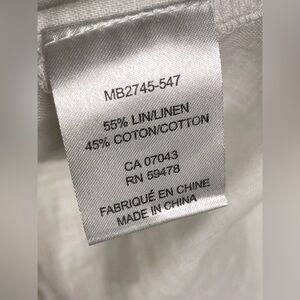 MB2745-547
55% LIN/LINEN
45% COTON/COTTON
CA 07043
RN 59478
FABRIQUÉ EN CHINE
MADE IN CHINA